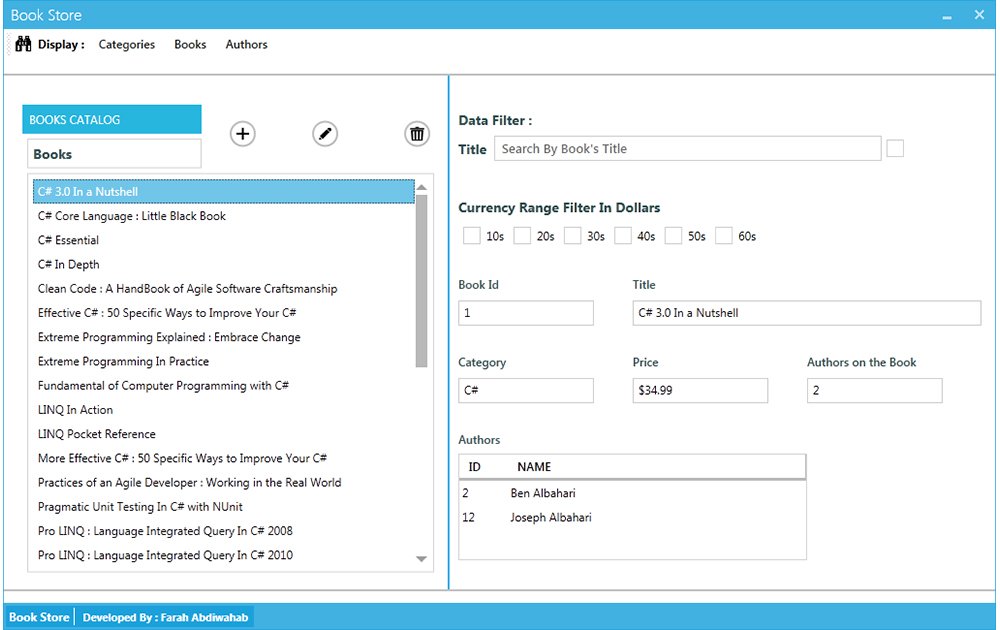 Book Store
Display : Categories Books Authors
BOOKS CATALOG
Books
C# 3.0 In a Nutshell
C# Core Language : Little Black Book
C# Essential
C# In Depth
Clean Code : A HandBook of Agile Software Craftsmanship
Effective C# : 50 Specific Ways to Improve Your C#
Extreme Programming Explained : Embrace Change
Extreme Programming In Practice
Fundamental of Computer Programming with C#
LINQ In Action
LINQ Pocket Reference
More Effective C# : 50 Specific Ways to Improve Your C#
Practices of an Agile Developer : Working in the Real World
Pragmatic Unit Testing In C# with NUnit
Pro LINQ : Language Integrated Query In C# 2008
Pro LINQ : Language Integrated Query In C# 2010
Data Filter :
Title Search By Book's Title
Currency Range Filter In Dollars
10s 20s 30s 40s 50s 60s
Book Id Title
1 C# 3.0 In a Nutshell
Category Price Authors on the Book
C# $34.99 2
Authors
ID NAME
2 Ben Albahari
12 Joseph Albahari
Book Store Developed By : Farah Abdiwahab